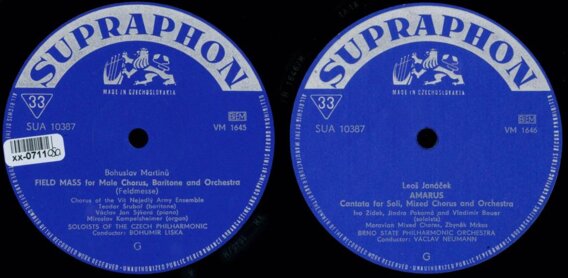 SUPRAPHON
MADE IN CZECHOSLOVAKIA
33
SUA 10387
BIEM
VM 1645
xx-0711
Bohuslav Martinů
FIELD MASS for Male Chorus, Baritone and Orchestra
(Feldmesse)
Chorus of the Vít Nejedlý Army Ensemble
Teodor Šrubař (baritone)
Václav Jan Sýkora (piano)
Miroslav Kampelsheimer (organ)
SOLOISTS OF THE CZECH PHILHARMONIC
Conductor: BOHUMIR LISKA
G
SUPRAPHON
MADE IN CZECHOSLOVAKIA
33
SUA 10387
BIEM
VM 1646
Leoš Janáček
AMARUS
Cantata for Soli, Mixed Chorus and Orchestra
Ivo Žídek, Jindra Pokorná and Vladimír Bauer
(soloists)
Moravian Mixed Chorus, Zbyněk Mrkos
BRNO STATE PHILHARMONIC ORCHESTRA
Conductor: VACLAV NEUMANN
G